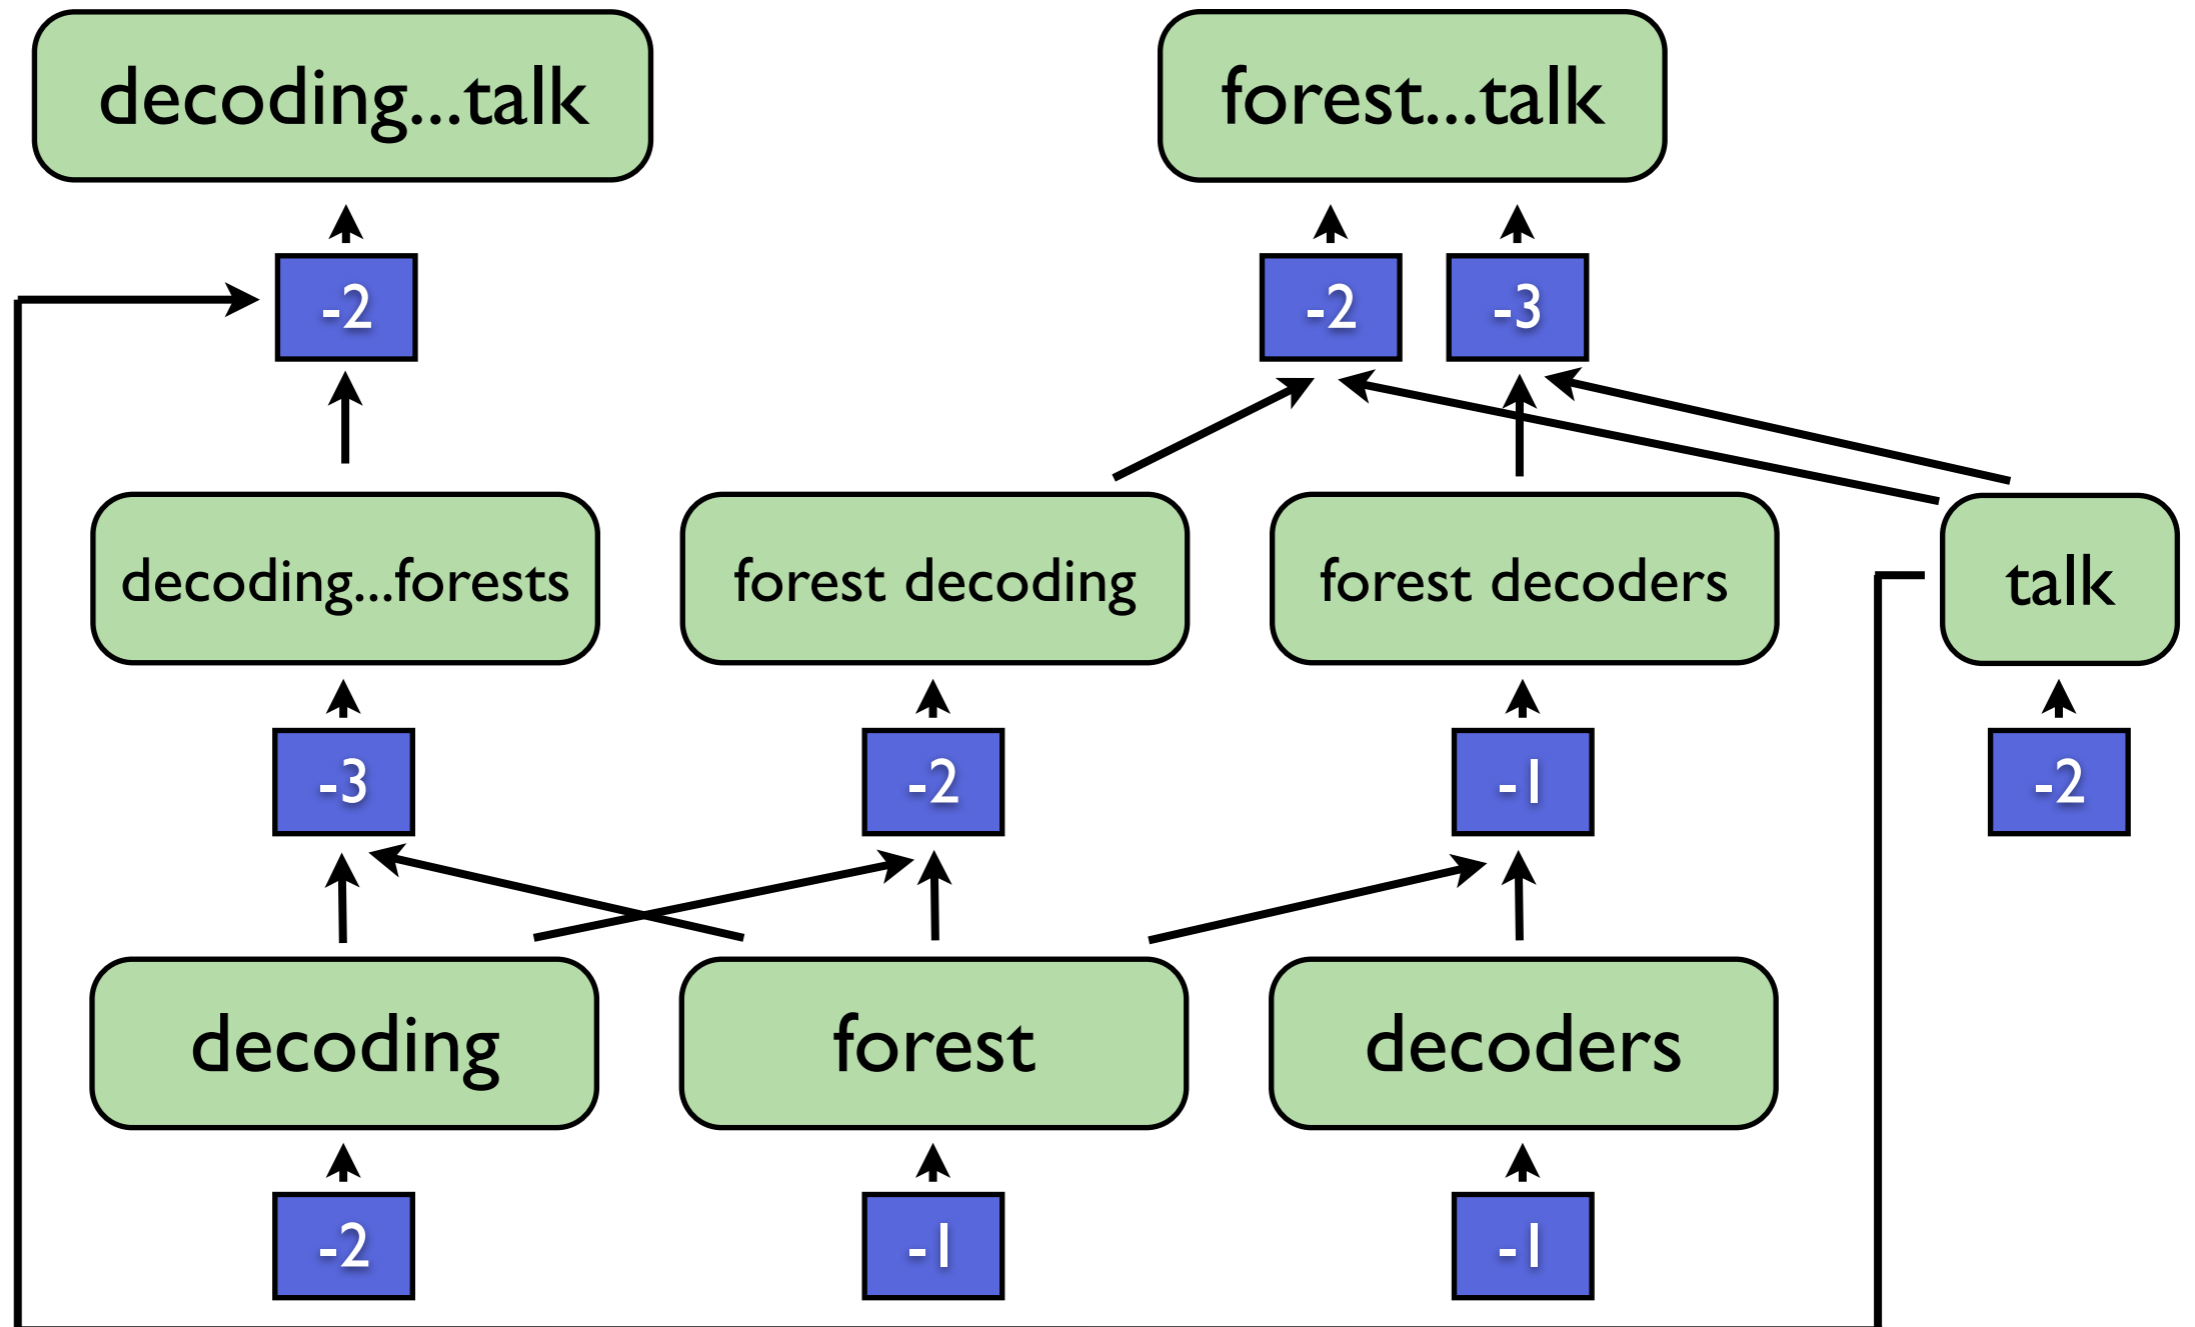 decoding...talk
forest...talk
-2
-2
-3
decoding...forests
forest decoding
forest decoders
talk
-3
-2
-1
-2
decoding
forest
decoders
-2
-1
-1